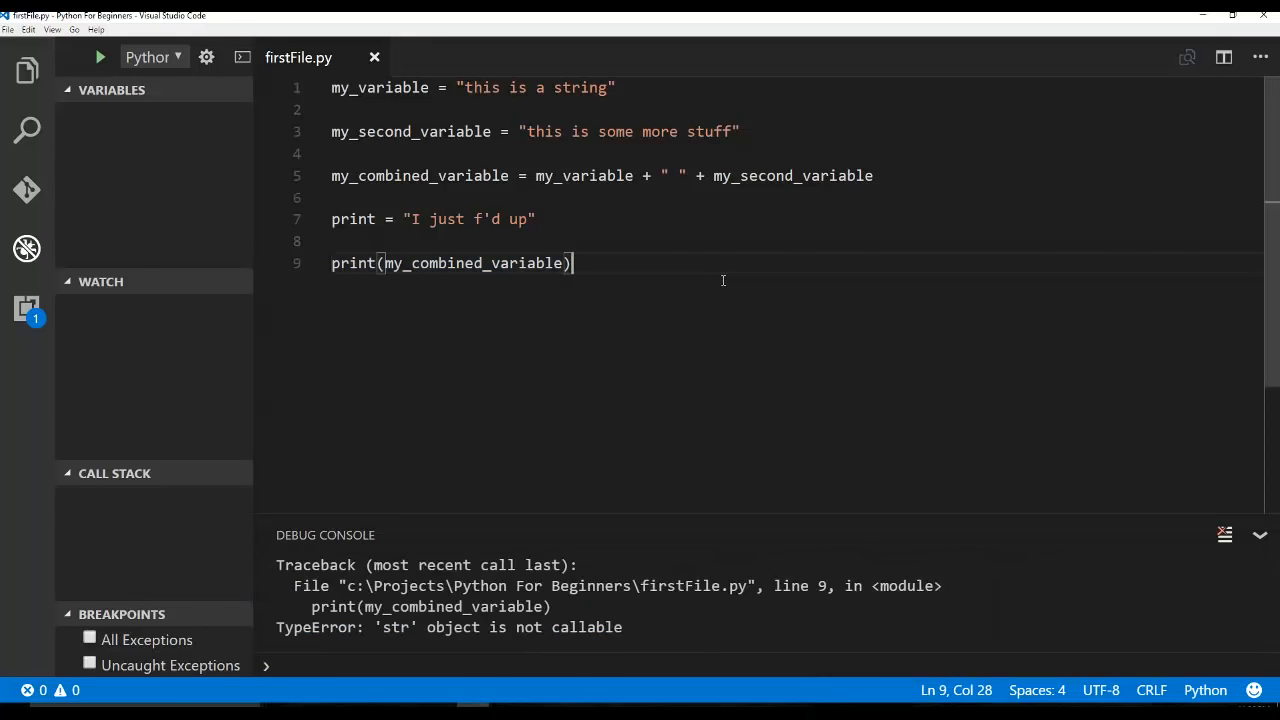 firstFile.py - Python For Beginners - Visual Studio Code
File Edit View Go Help
Python
firstFile.py
VARIABLES
WATCH
CALL STACK
BREAKPOINTS
All Exceptions
Uncaught Exceptions
1
1 my_variable = "this is a string"
2
3 my_second_variable = "this is some more stuff"
4
5 my_combined_variable = my_variable + " " + my_second_variable
6
7 print = "I just f'd up"
8
9 print(my_combined_variable)
DEBUG CONSOLE
Traceback (most recent call last):
  File "c:\Projects\Python For Beginners\firstFile.py", line 9, in <module>
    print(my_combined_variable)
TypeError: 'str' object is not callable
0 0
Ln 9, Col 28 Spaces: 4 UTF-8 CRLF Python